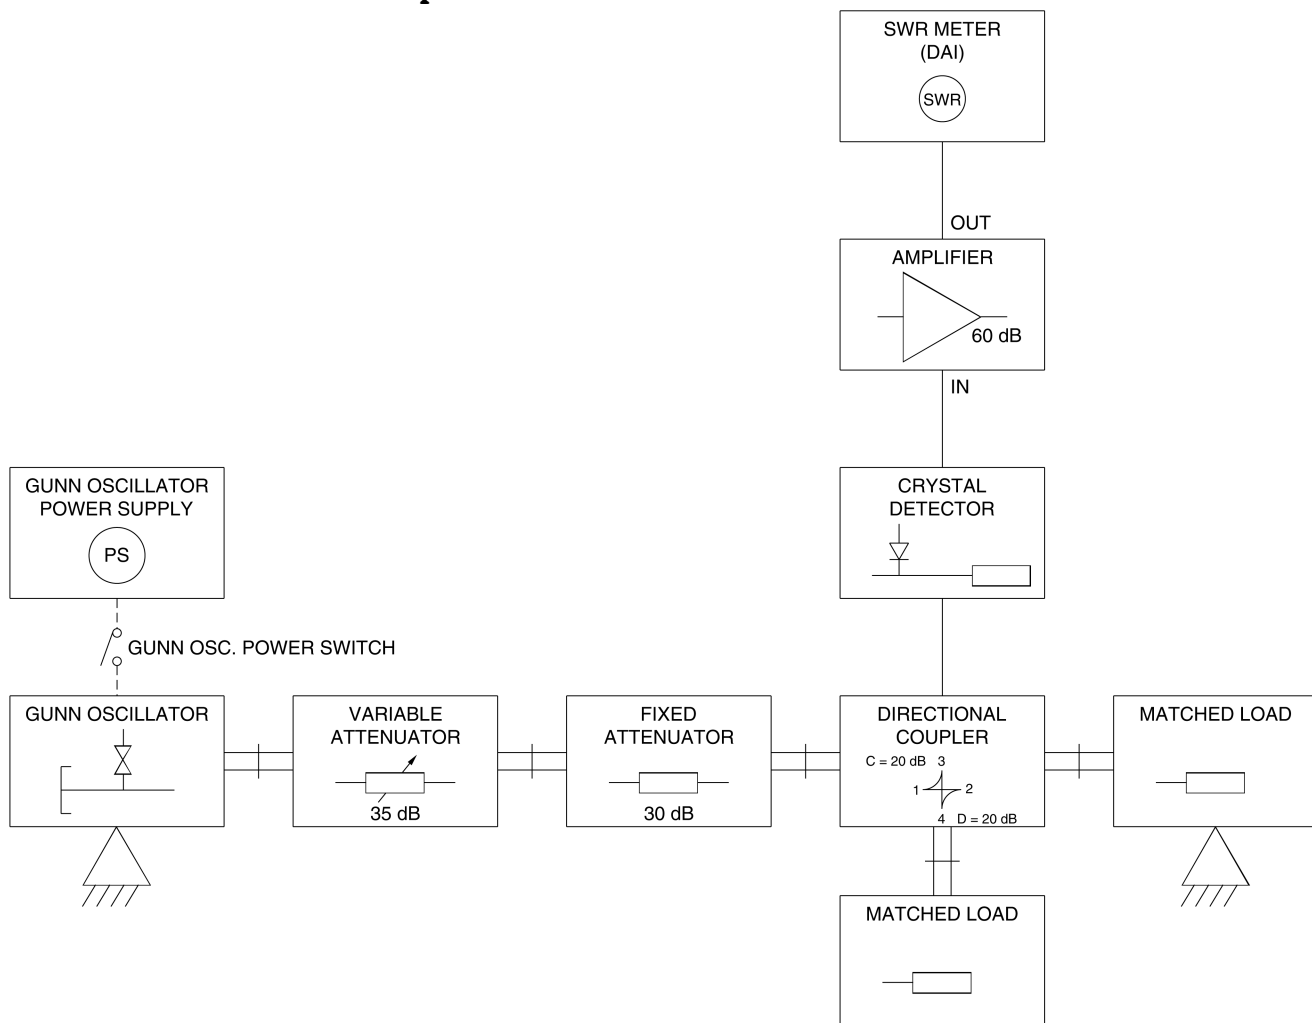 SWR METER
(DAI)
SWR
OUT
AMPLIFIER
60 dB
IN
GUNN OSCILLATOR
POWER SUPPLY
PS
CRYSTAL
DETECTOR
GUNN OSC. POWER SWITCH
GUNN OSCILLATOR
VARIABLE
ATTENUATOR
35 dB
FIXED
ATTENUATOR
30 dB
DIRECTIONAL
COUPLER
C = 20 dB 3
1 2
4 D = 20 dB
MATCHED LOAD
MATCHED LOAD